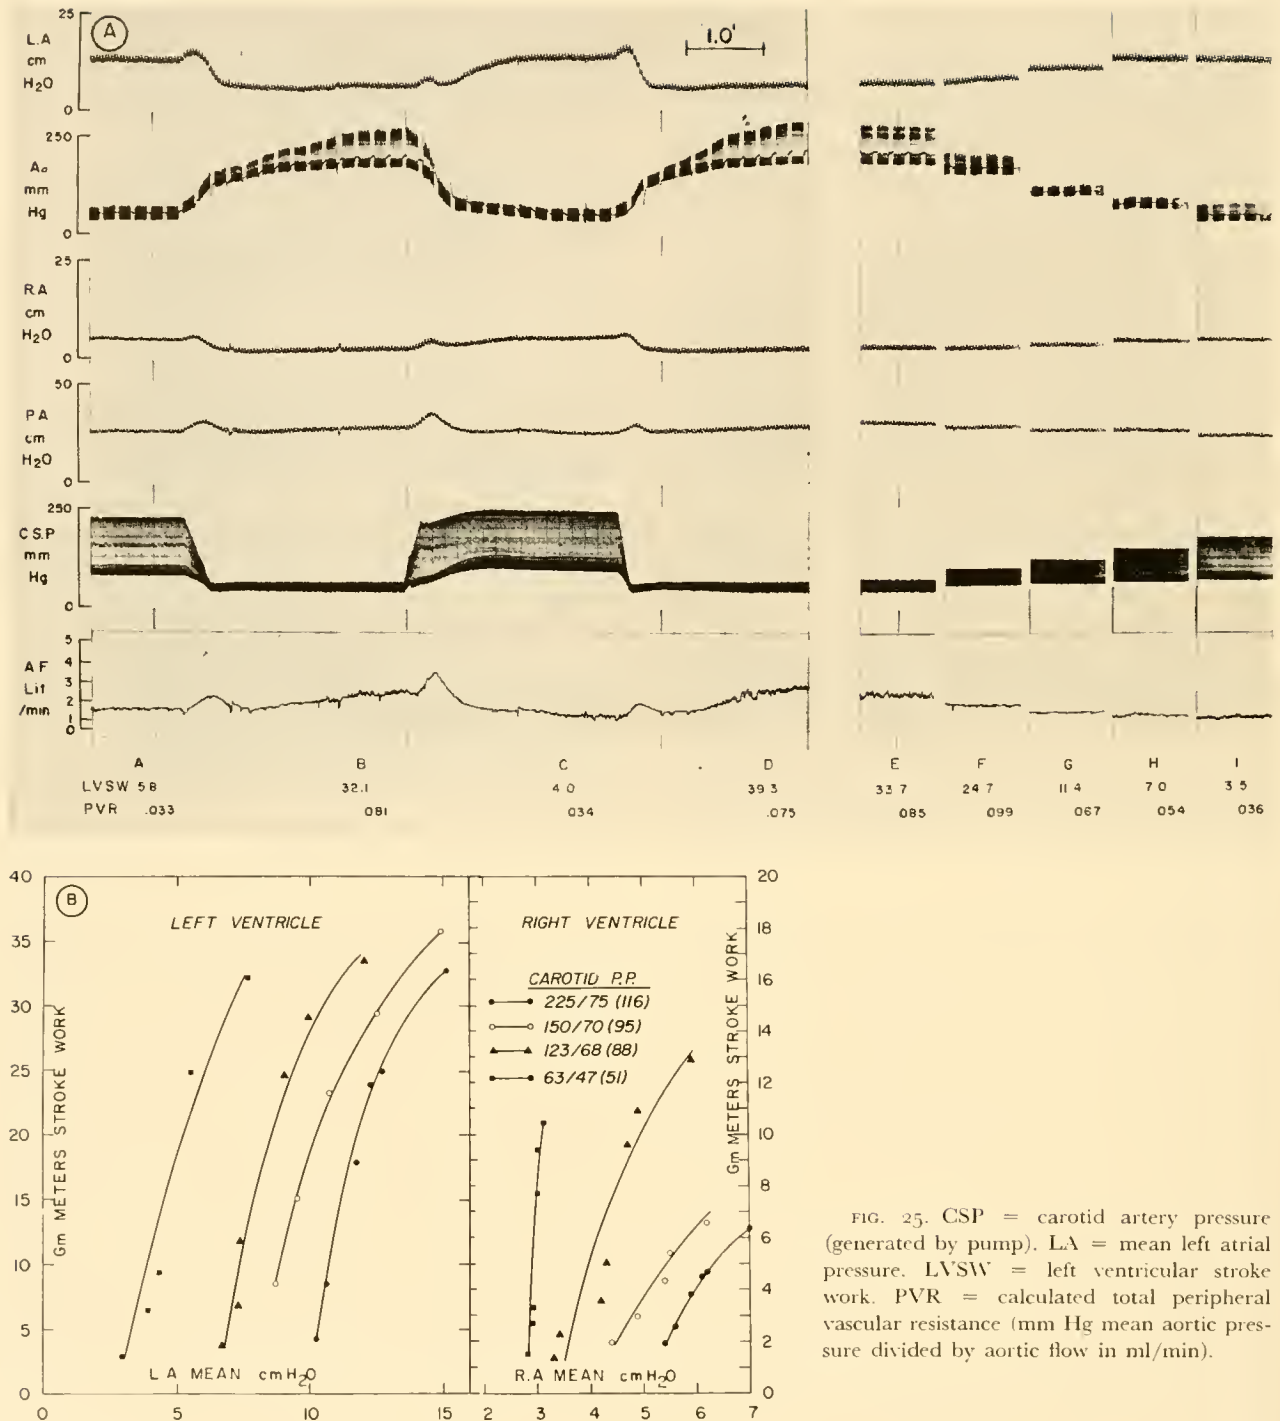 A
25
L.A
cm
H2O
0
1.0'
250
Ao
mm
Hg
0
25
R.A
cm
H2O
0
50
P A
cm
H2O
0
250
C S.P
mm
Hg
0
5
4
3
2
1
0
A F
Lit
/min
A B C D E F G H I
LVSW 5 8 32.1 4 0 39 3 33 7 24 7 11 4 7 0 3 5
PVR .033 081 034 .075 085 099 067 054 036
B
LEFT VENTRICLE
40
35
30
25
20
15
10
5
0
Gm METERS STROKE WORK
L A MEAN cmH2O
0 5 10 15
RIGHT VENTRICLE
CAROTID P.P.
225/75 (116)
150/70 (95)
123/68 (88)
63/47 (51)
20
18
16
14
12
10
8
6
4
2
0
Gm METERS STROKE WORK
R.A MEAN cmH2O
2 3 4 5 6 7
FIG. 25. CSP = carotid artery pressure
(generated by pump). LA = mean left atrial
pressure. LVSW = left ventricular stroke
work. PVR = calculated total peripheral
vascular resistance (mm Hg mean aortic pres-
sure divided by aortic flow in ml/min).